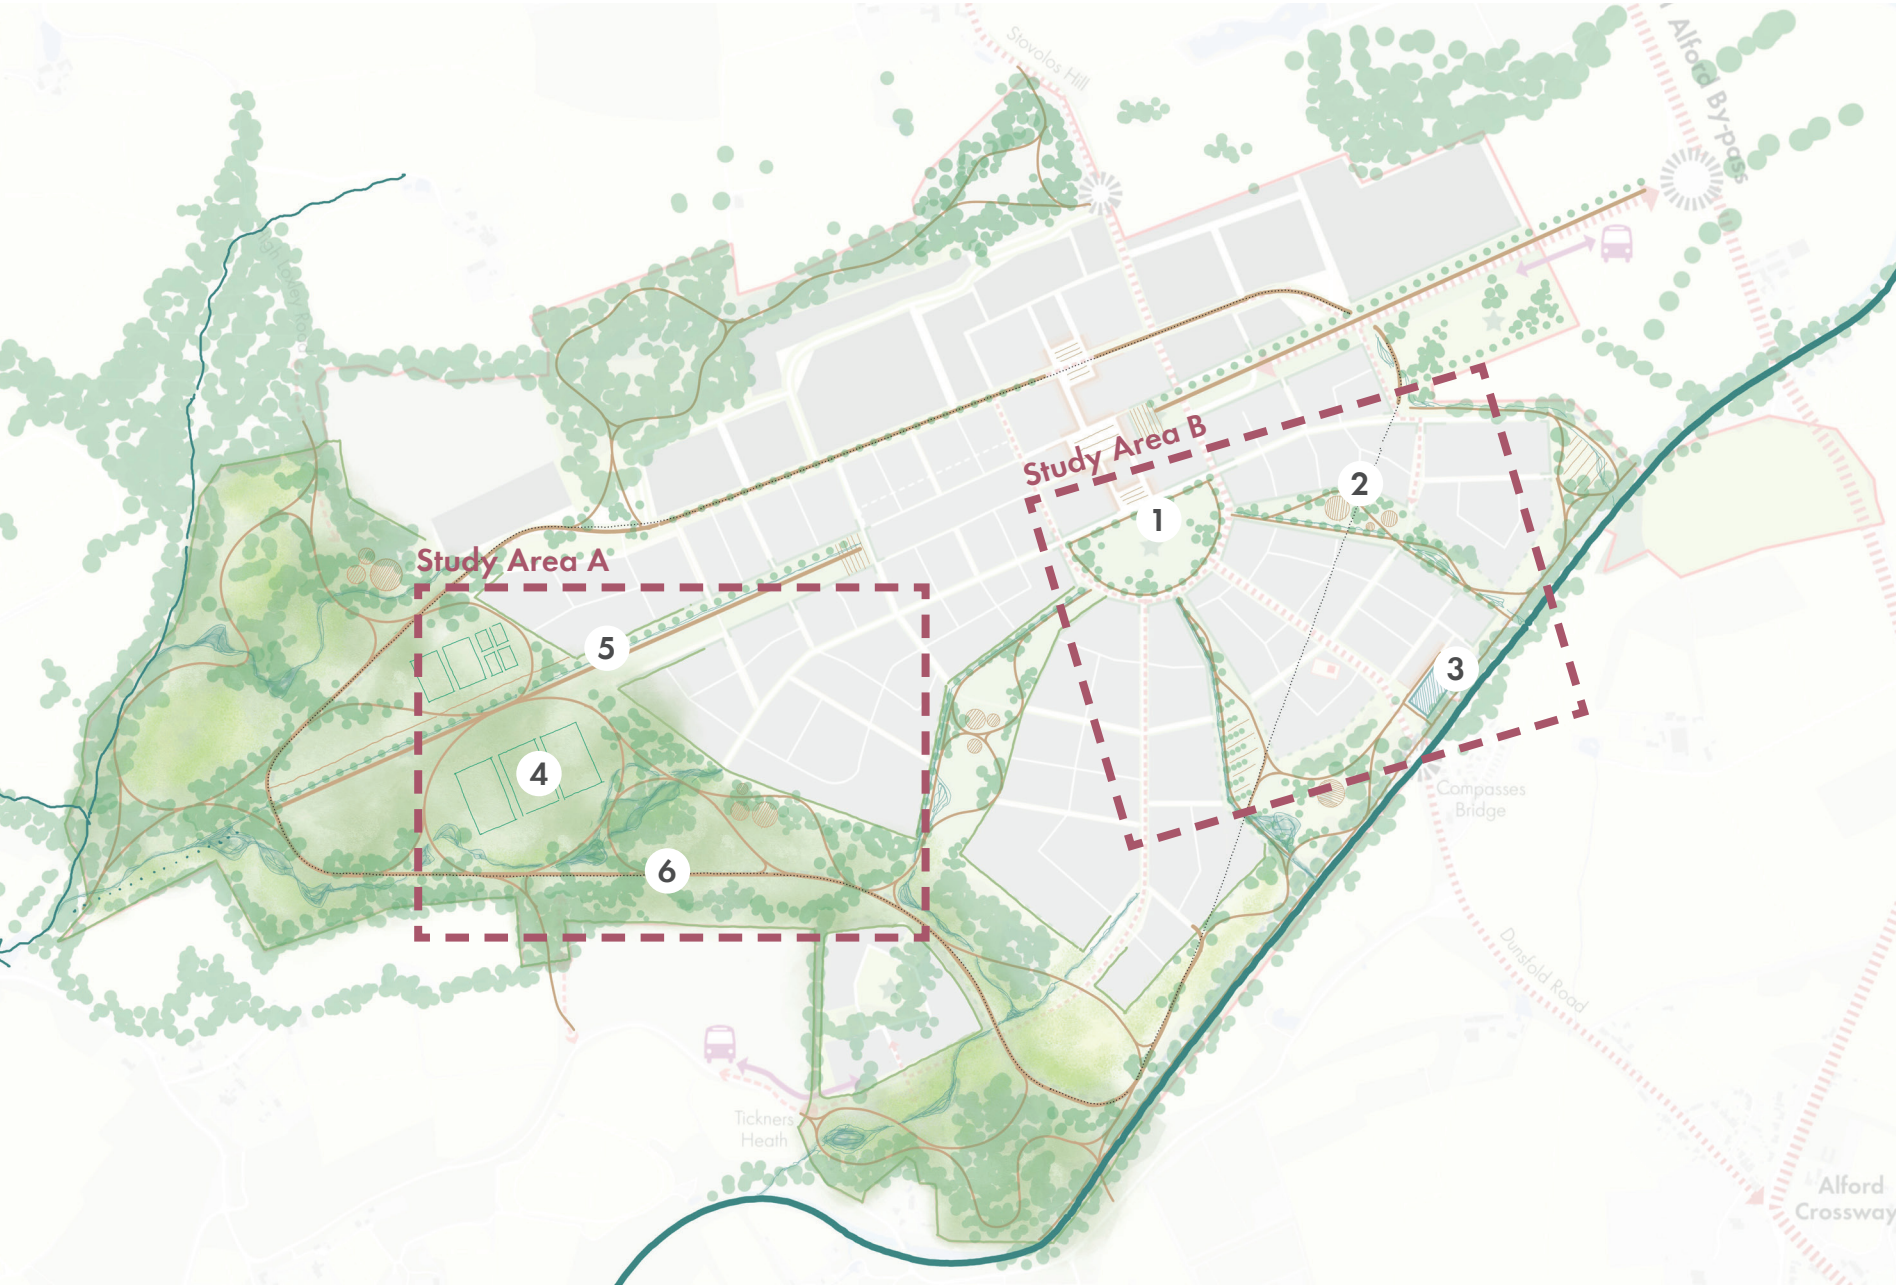 Stovolds Hill
Alford By-pass
Study Area B
2
1
Study Area A
5
3
4
Compasses
Bridge
6
Dunsfold Road
Tickners
Heath
Alford
Crossway